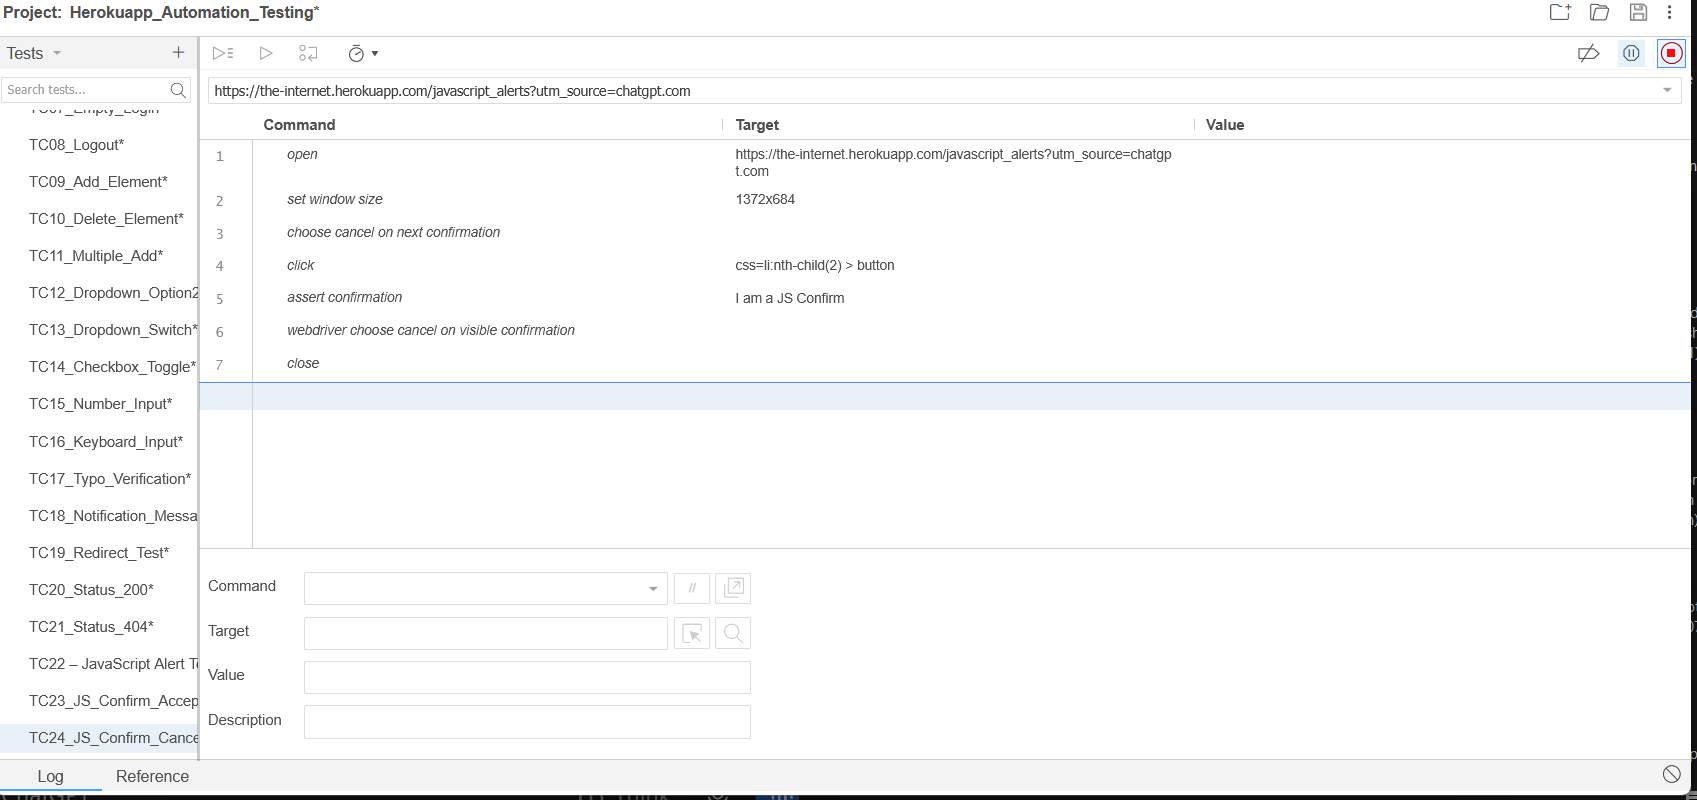 Project: Herokuapp_Automation_Testing*
Tests
Search tests...
https://the-internet.herokuapp.com/javascript_alerts?utm_source=chatgpt.com
Command Target Value
1 open https://the-internet.herokuapp.com/javascript_alerts?utm_source=chatgp
t.com
2 set window size 1372x684
3 choose cancel on next confirmation
4 click css=li:nth-child(2) > button
5 assert confirmation I am a JS Confirm
6 webdriver choose cancel on visible confirmation
7 close
TC07_Empty_Login
TC08_Logout*
TC09_Add_Element*
TC10_Delete_Element*
TC11_Multiple_Add*
TC12_Dropdown_Option2
TC13_Dropdown_Switch*
TC14_Checkbox_Toggle*
TC15_Number_Input*
TC16_Keyboard_Input*
TC17_Typo_Verification*
TC18_Notification_Messa
TC19_Redirect_Test*
TC20_Status_200*
TC21_Status_404*
TC22 – JavaScript Alert T
TC23_JS_Confirm_Accep
TC24_JS_Confirm_Cance
Command //
Target
Value
Description
Log Reference